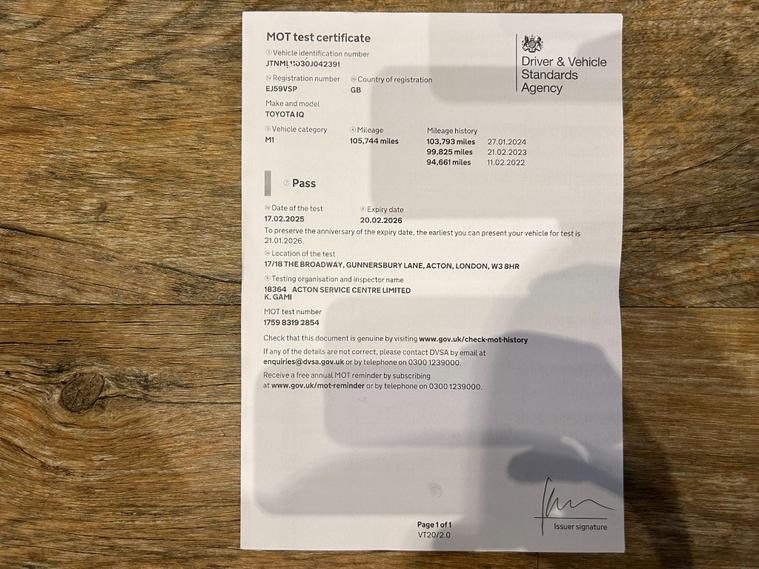 MOT test certificate
Driver & Vehicle
Standards
Agency
Vehicle identification number
Registration number Country of registration
EJ59VSP GB
Make and model
TOYOTA IQ
Vehicle category Mileage Mileage history
M1 105,744 miles 103,793 miles 27.01.2024
99,825 miles 21.02.2023
94,661 miles 11.02.2022
Pass
Date of the test Expiry date
17.02.2025 20.02.2026
To preserve the anniversary of the expiry date, the earliest you can present your vehicle for test is
21.01.2026.
Location of the test
17/18 THE BROADWAY, GUNNERSBURY LANE, ACTON, LONDON, W3 8HR
Testing organisation and inspector name
18364 ACTON SERVICE CENTRE LIMITED
K. GAMI
MOT test number
1759 8319 2854
Check that this document is genuine by visiting www.gov.uk/check-mot-history
If any of the details are not correct, please contact DVSA by email at
enquiries@dvsa.gov.uk or by telephone on 0300 1239000.
Receive a free annual MOT reminder by subscribing
at www.gov.uk/mot-reminder or by telephone on 0300 1239000.
Issuer signature
Page 1 of 1
VT20/2.0